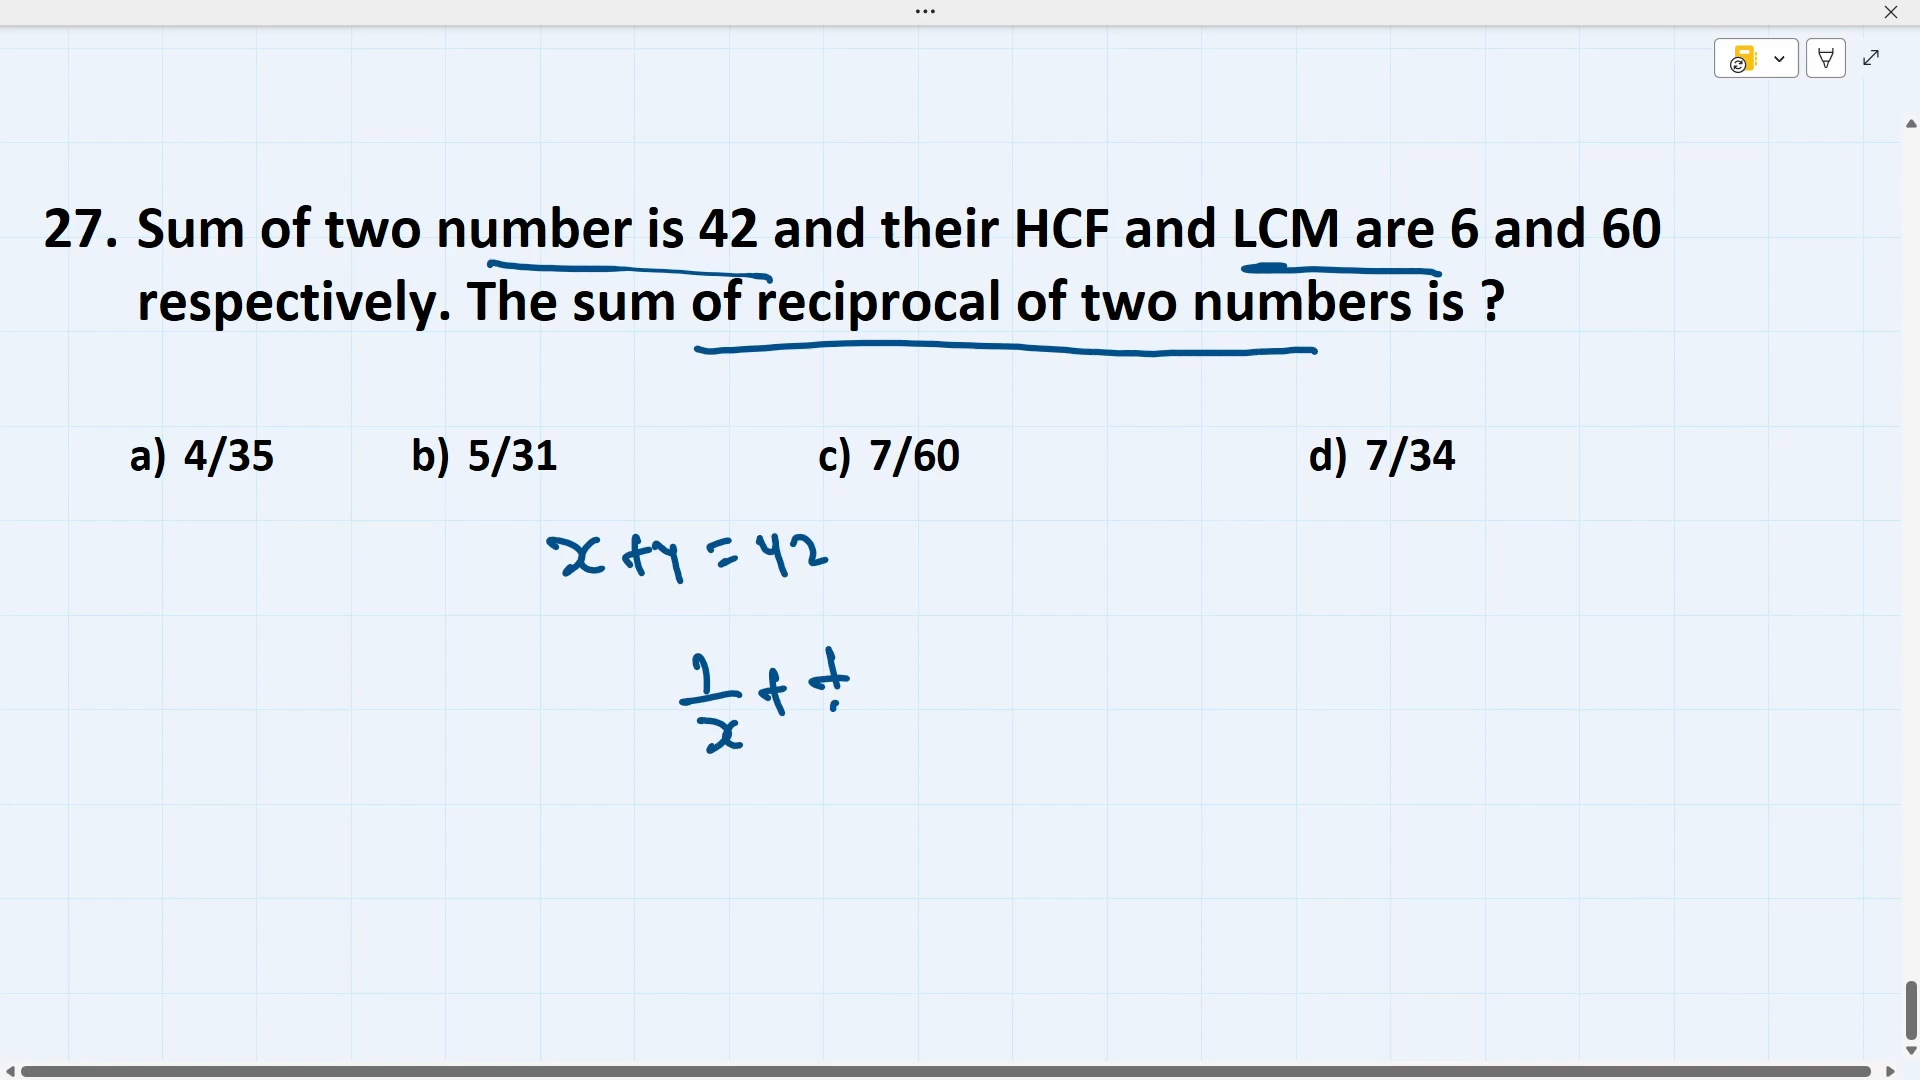 27. Sum of two number is 42 and their HCF and LCM are 6 and 60
respectively. The sum of reciprocal of two numbers is ?
a) 4/35 b) 5/31 c) 7/60 d) 7/34
x + y = 42
1/x + 1/